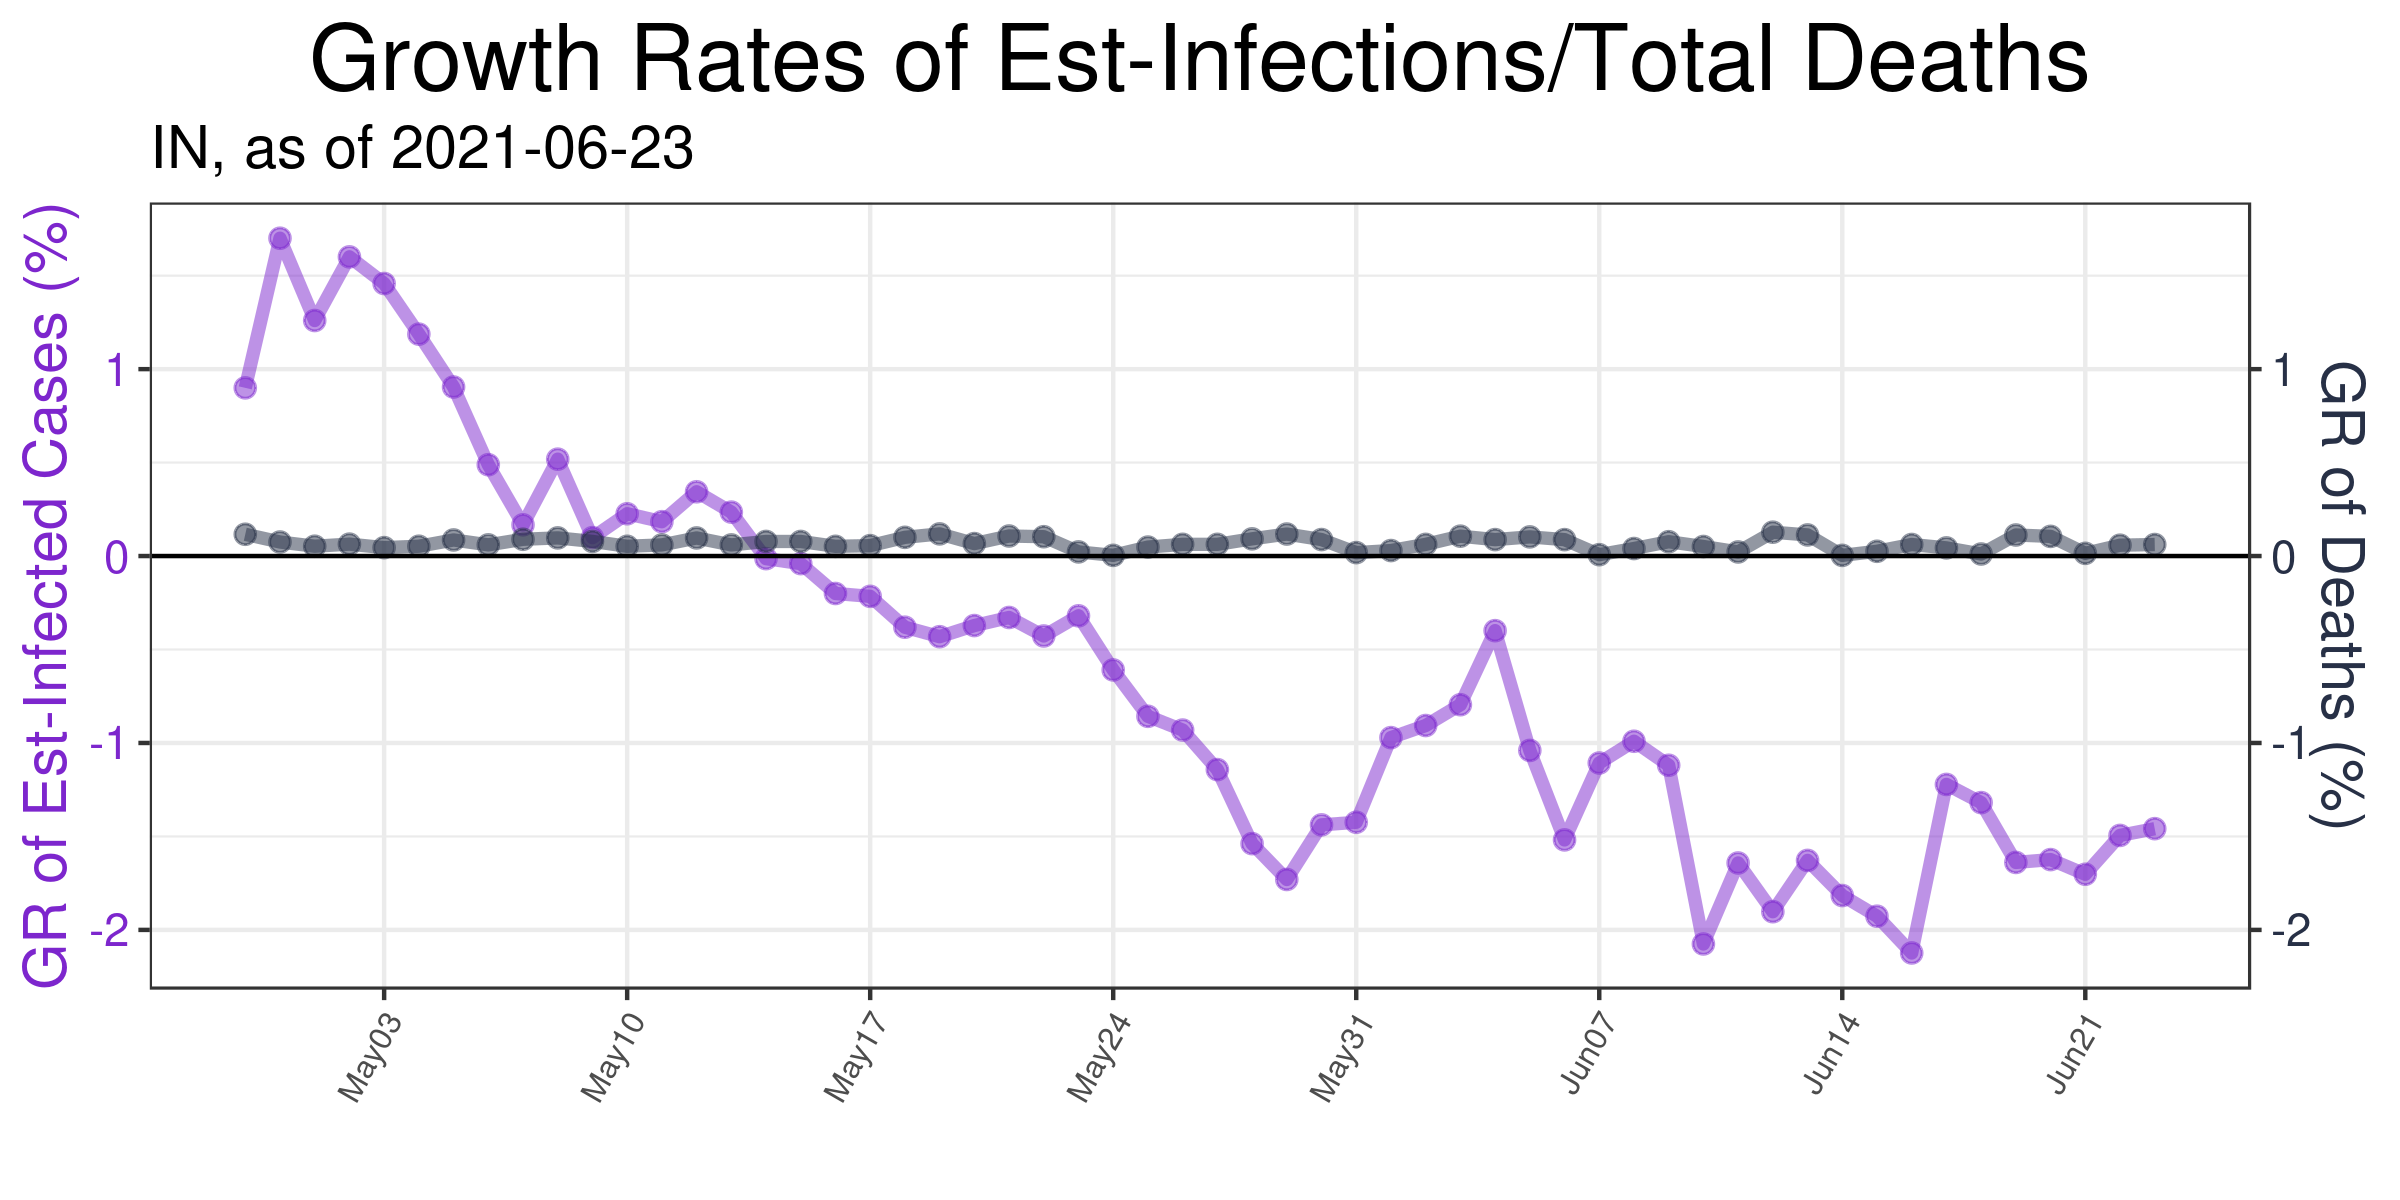 Growth Rates of Est-Infections/Total Deaths
IN, as of 2021-06-23
GR of Est-Infected Cases (%)
1
0
-1
-2
1
0
-1
-2
GR of Deaths (%)
May03
May10
May17
May24
May31
Jun07
Jun14
Jun21